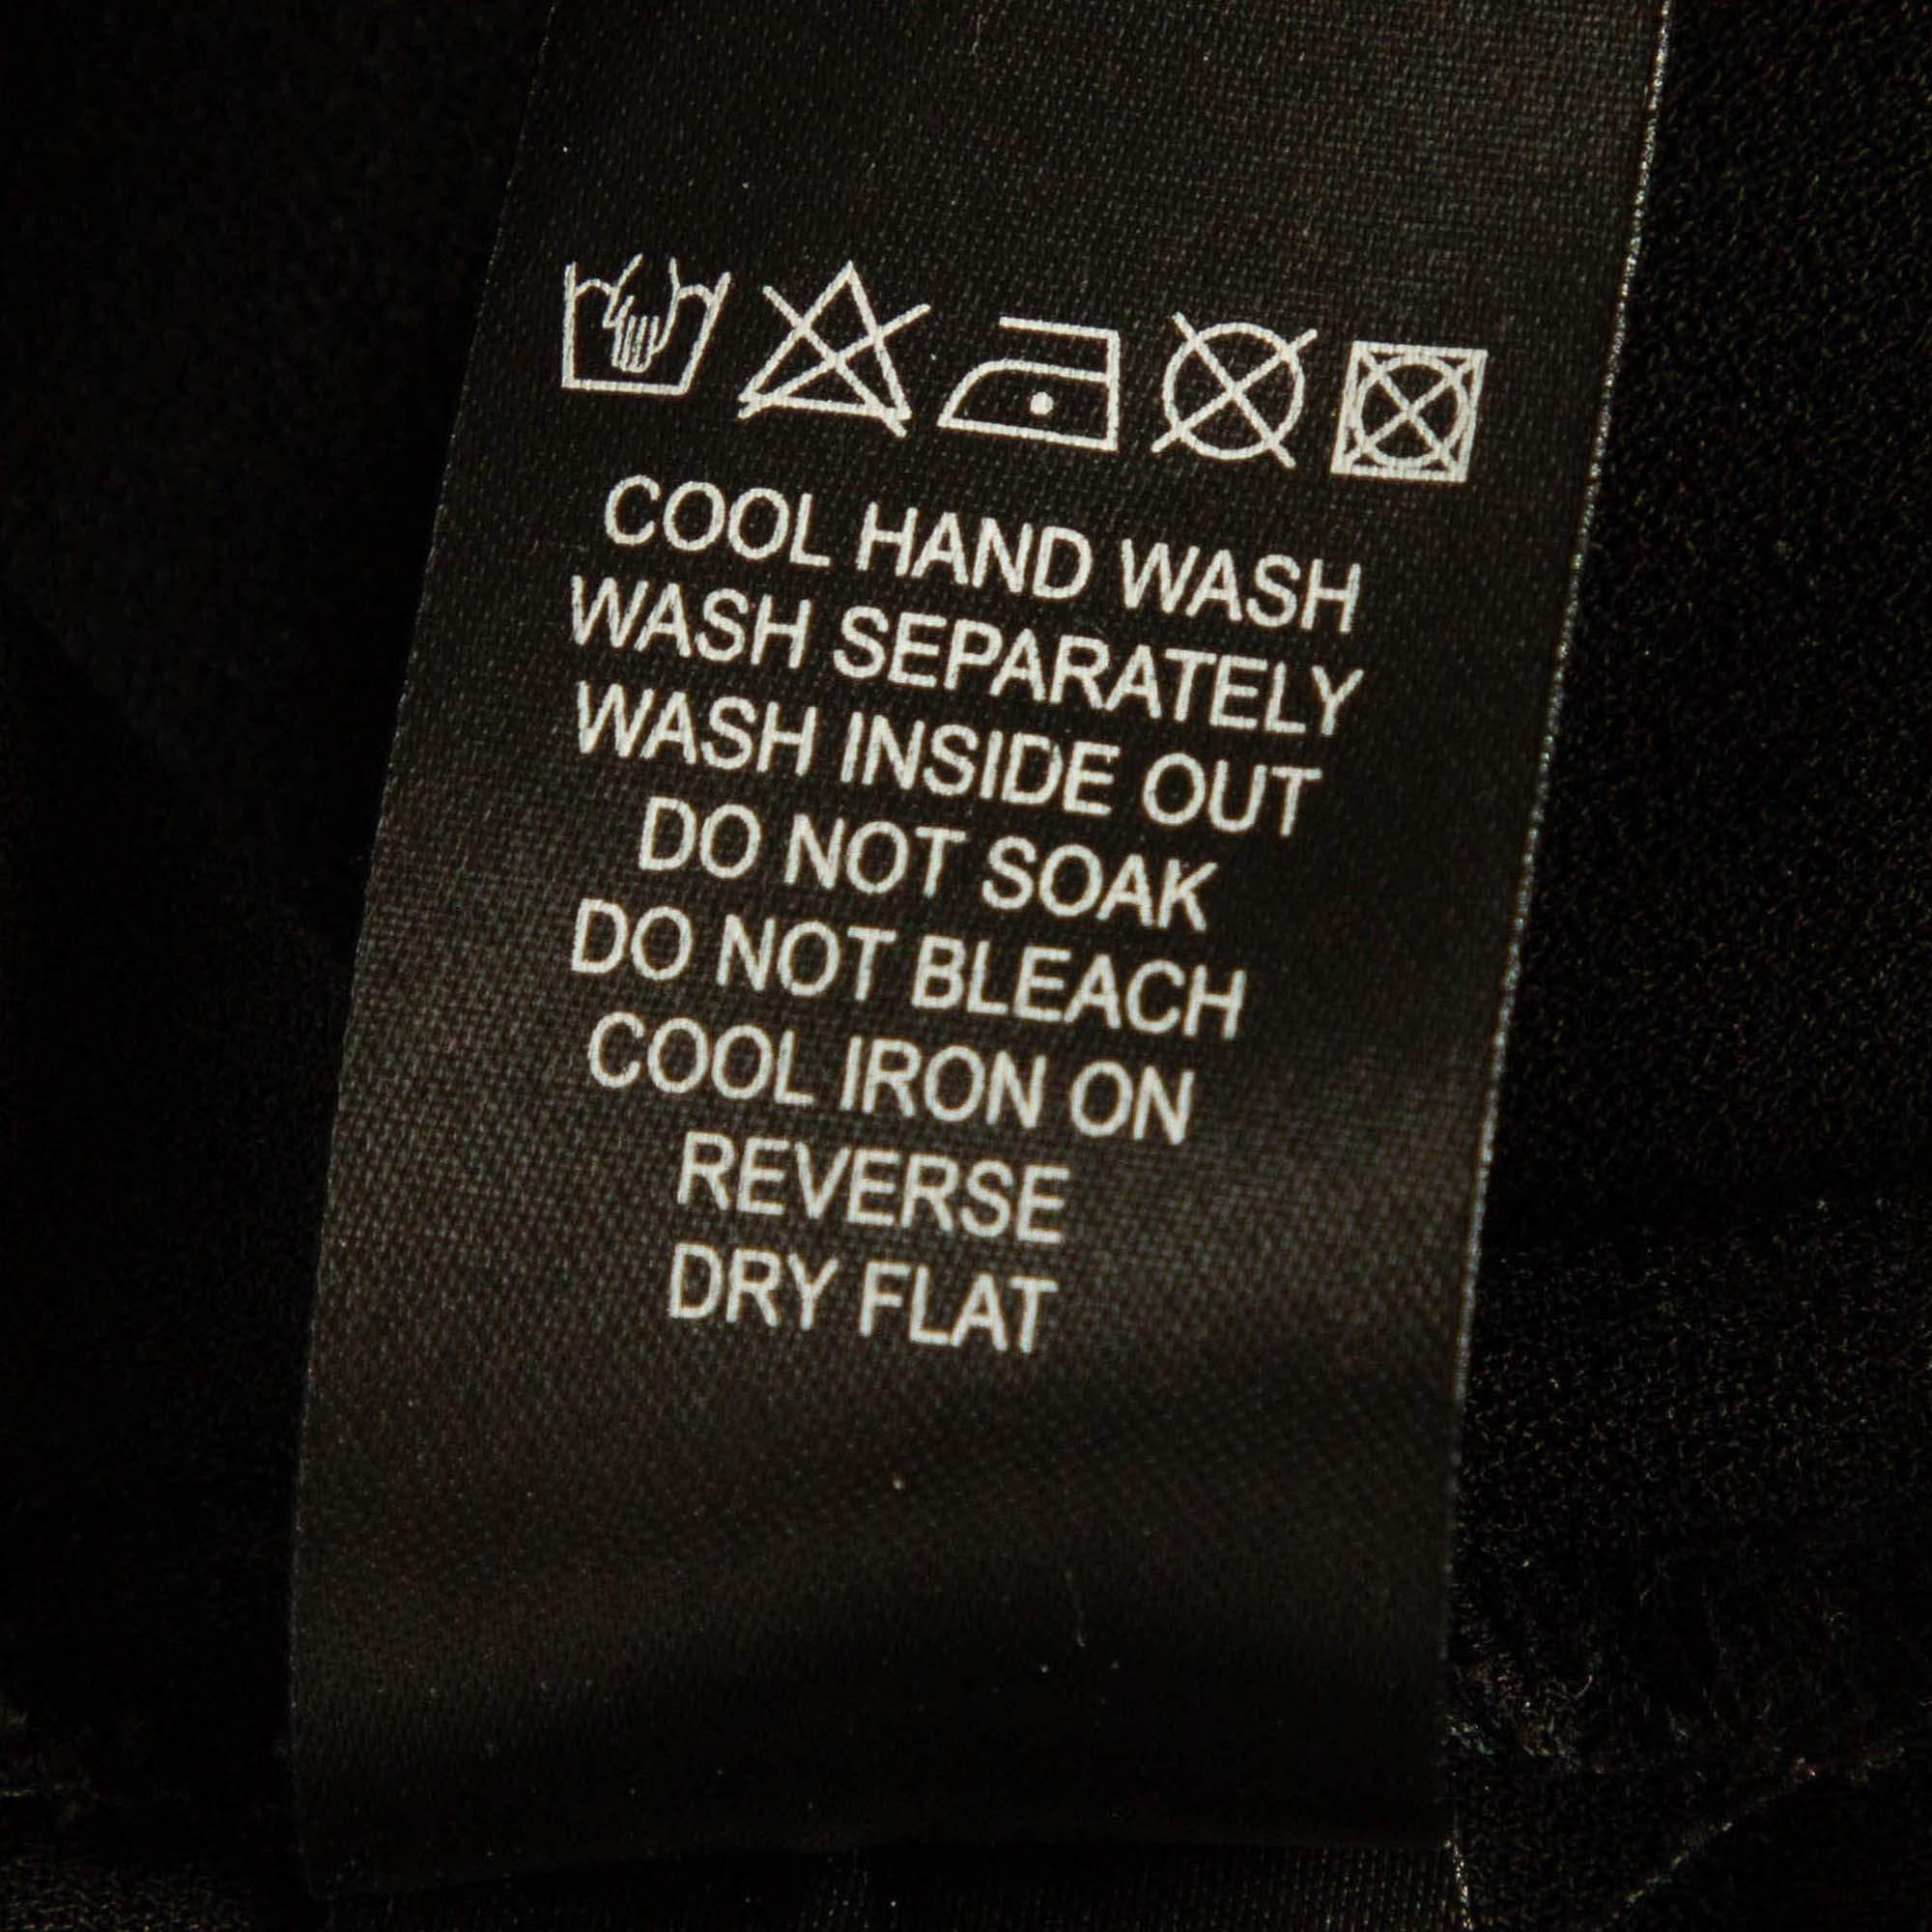 COOL HAND WASH
WASH SEPARATELY
WASH INSIDE OUT
DO NOT SOAK
DO NOT BLEACH
COOL IRON ON
REVERSE
DRY FLAT